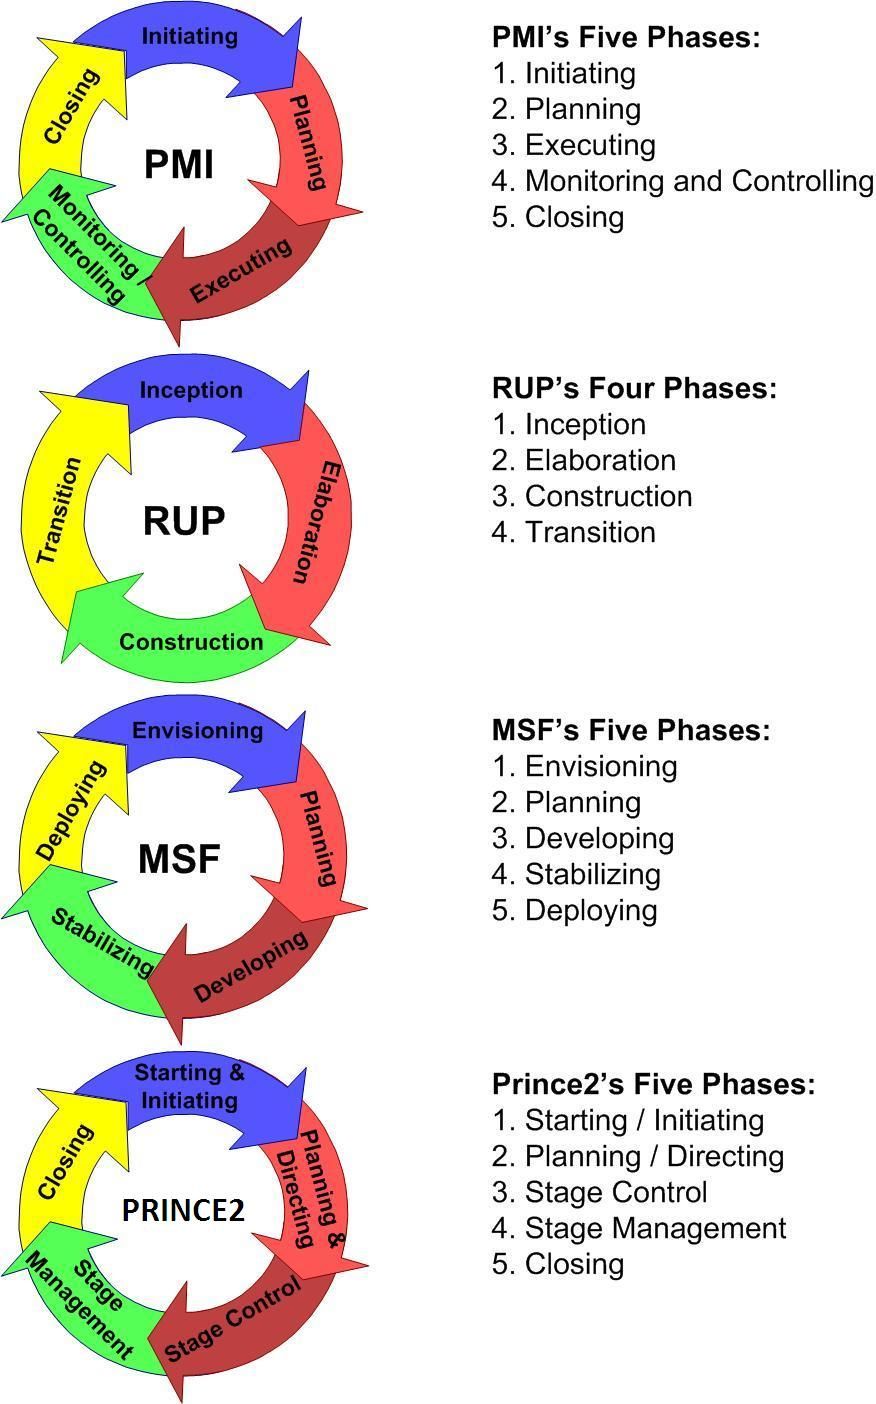 Initiating
Planning
Executing
Monitoring /
Controlling
Closing
PMI
PMI's Five Phases:
1. Initiating
2. Planning
3. Executing
4. Monitoring and Controlling
5. Closing
Inception
Elaboration
Construction
Transition
RUP
RUP's Four Phases:
1. Inception
2. Elaboration
3. Construction
4. Transition
Envisioning
Planning
Developing
Stabilizing
Deploying
MSF
MSF's Five Phases:
1. Envisioning
2. Planning
3. Developing
4. Stabilizing
5. Deploying
Starting &
Initiating
Planning &
Directing
Stage Control
Stage
Management
Closing
PRINCE2
Prince2's Five Phases:
1. Starting / Initiating
2. Planning / Directing
3. Stage Control
4. Stage Management
5. Closing